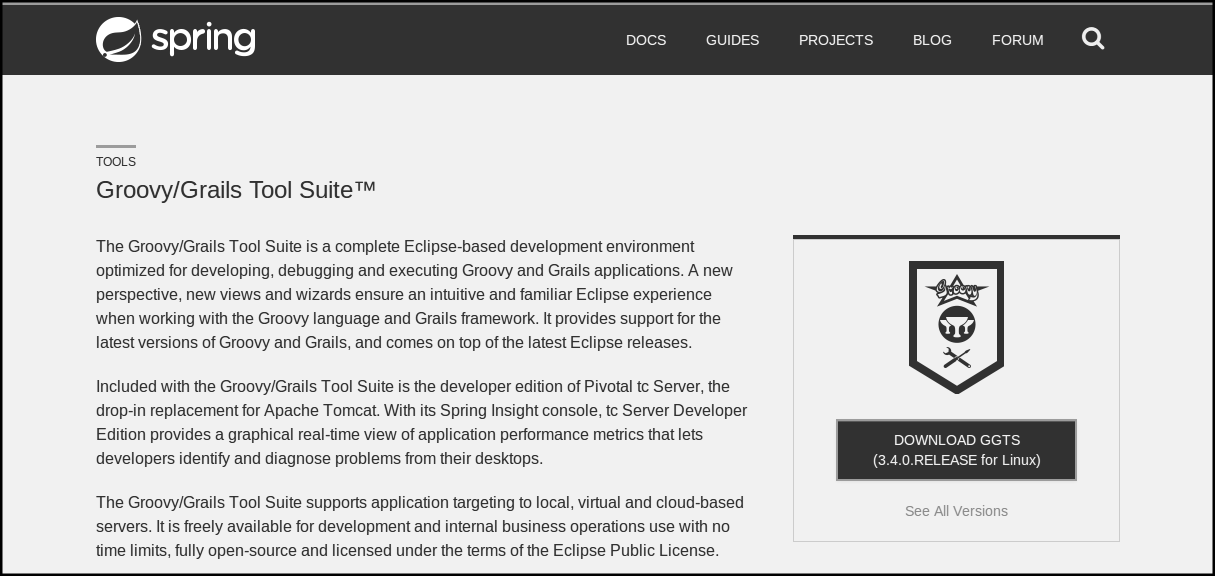 spring
DOCS GUIDES PROJECTS BLOG FORUM
TOOLS
Groovy/Grails Tool Suite™
The Groovy/Grails Tool Suite is a complete Eclipse-based development environment
optimized for developing, debugging and executing Groovy and Grails applications. A new
perspective, new views and wizards ensure an intuitive and familiar Eclipse experience
when working with the Groovy language and Grails framework. It provides support for the
latest versions of Groovy and Grails, and comes on top of the latest Eclipse releases.
Included with the Groovy/Grails Tool Suite is the developer edition of Pivotal tc Server, the
drop-in replacement for Apache Tomcat. With its Spring Insight console, tc Server Developer
Edition provides a graphical real-time view of application performance metrics that lets
developers identify and diagnose problems from their desktops.
The Groovy/Grails Tool Suite supports application targeting to local, virtual and cloud-based
servers. It is freely available for development and internal business operations use with no
time limits, fully open-source and licensed under the terms of the Eclipse Public License.
Groovy
DOWNLOAD GGTS
(3.4.0.RELEASE for Linux)
See All Versions